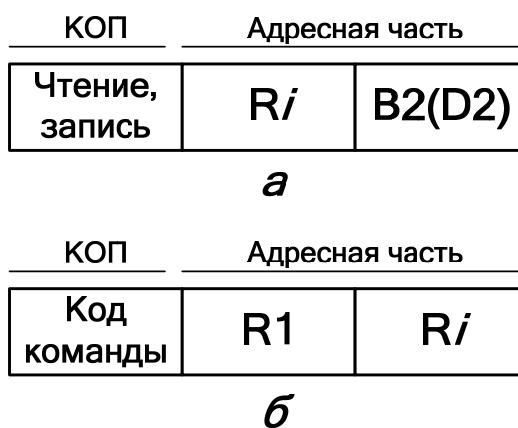 КОП Адресная часть
Чтение, запись Ri B2(D2)
а
КОП Адресная часть
Код команды R1 Ri
б